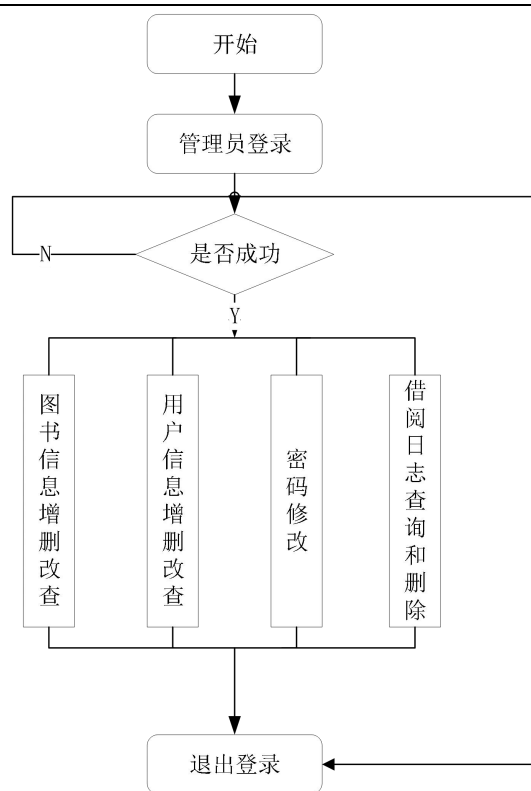 开始
管理员登录
是否成功
N
Y
图书信息增删改查
用户信息增删改查
密码修改
借阅日志查询和删除
退出登录